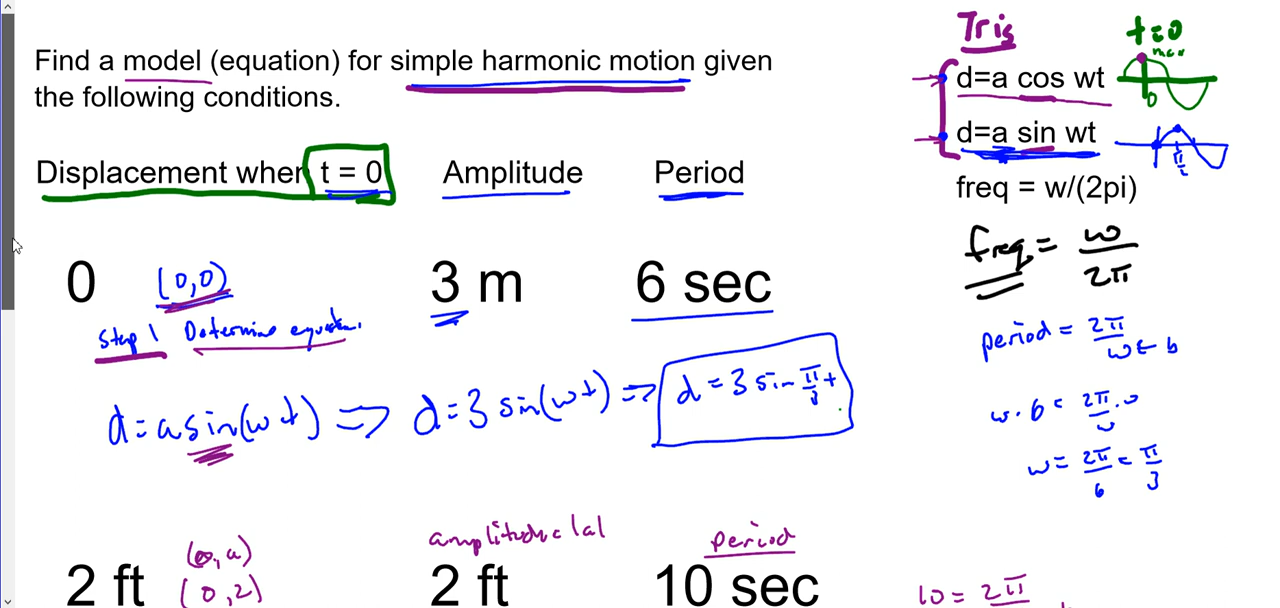 Trig
t=0
max
Find a model (equation) for simple harmonic motion given
the following conditions.
d=a cos wt
0
d=a sin wt
π/2
freq = w/(2pi)
Displacement when t = 0 Amplitude Period
freq = w/2π
0 (0,0) 3 m 6 sec
Step 1 Determine equation.
period = 2π/w ← b
d = a sin(wt) ⇒ d = 3 sin(wt) ⇒ d = 3 sin π/3 t
w · 6 = 2π/w · w
w = 2π/6 = π/3
amplitude = |a| period
(0, a)
2 ft (0, 2) 2 ft 10 sec
10 = 2π